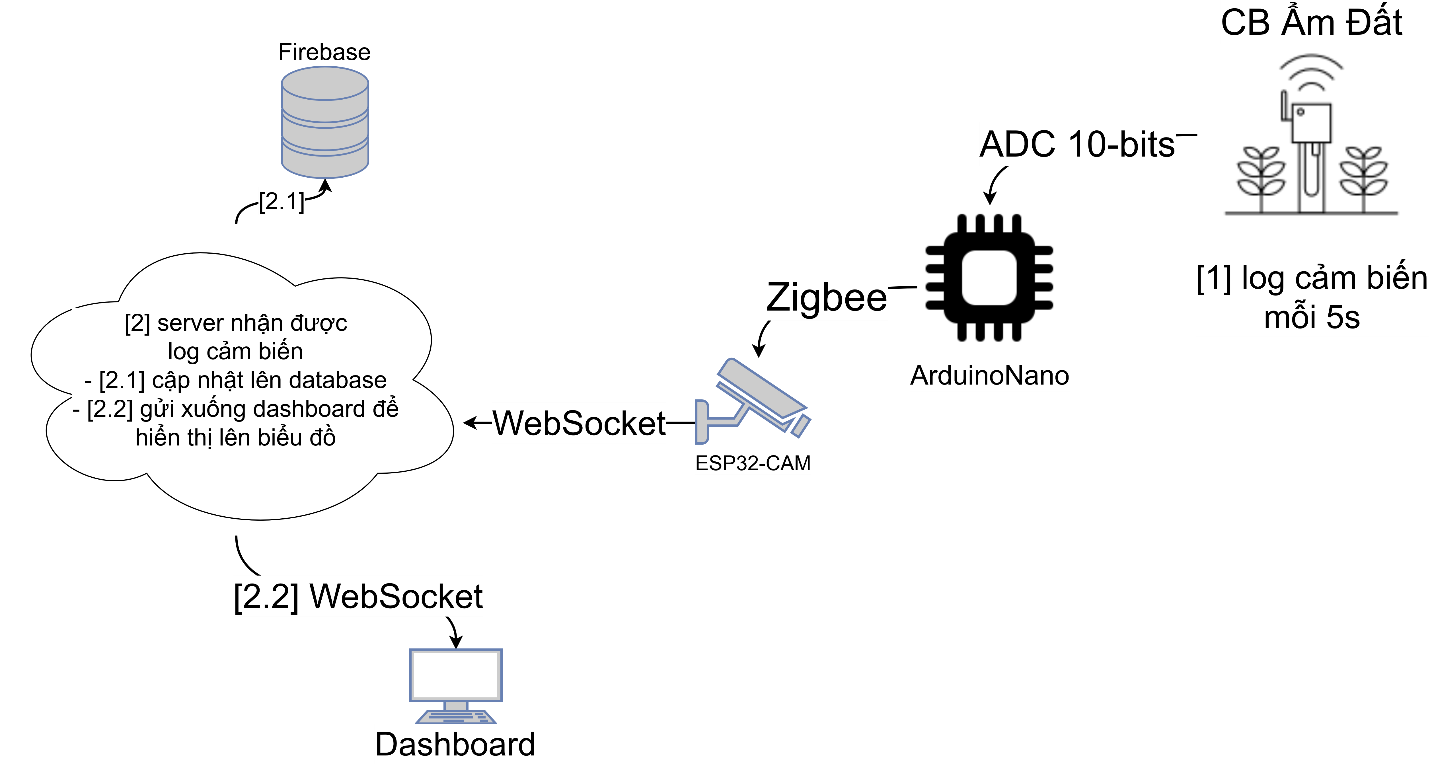 Firebase
[2.1]
CB Ẩm Đất
ADC 10-bits
[1] log cảm biến
mỗi 5s
Zigbee
ArduinoNano
[2] server nhận được
log cảm biến
- [2.1] cập nhật lên database
- [2.2] gửi xuống dashboard để
hiển thị lên biểu đồ
WebSocket
ESP32-CAM
[2.2] WebSocket
Dashboard